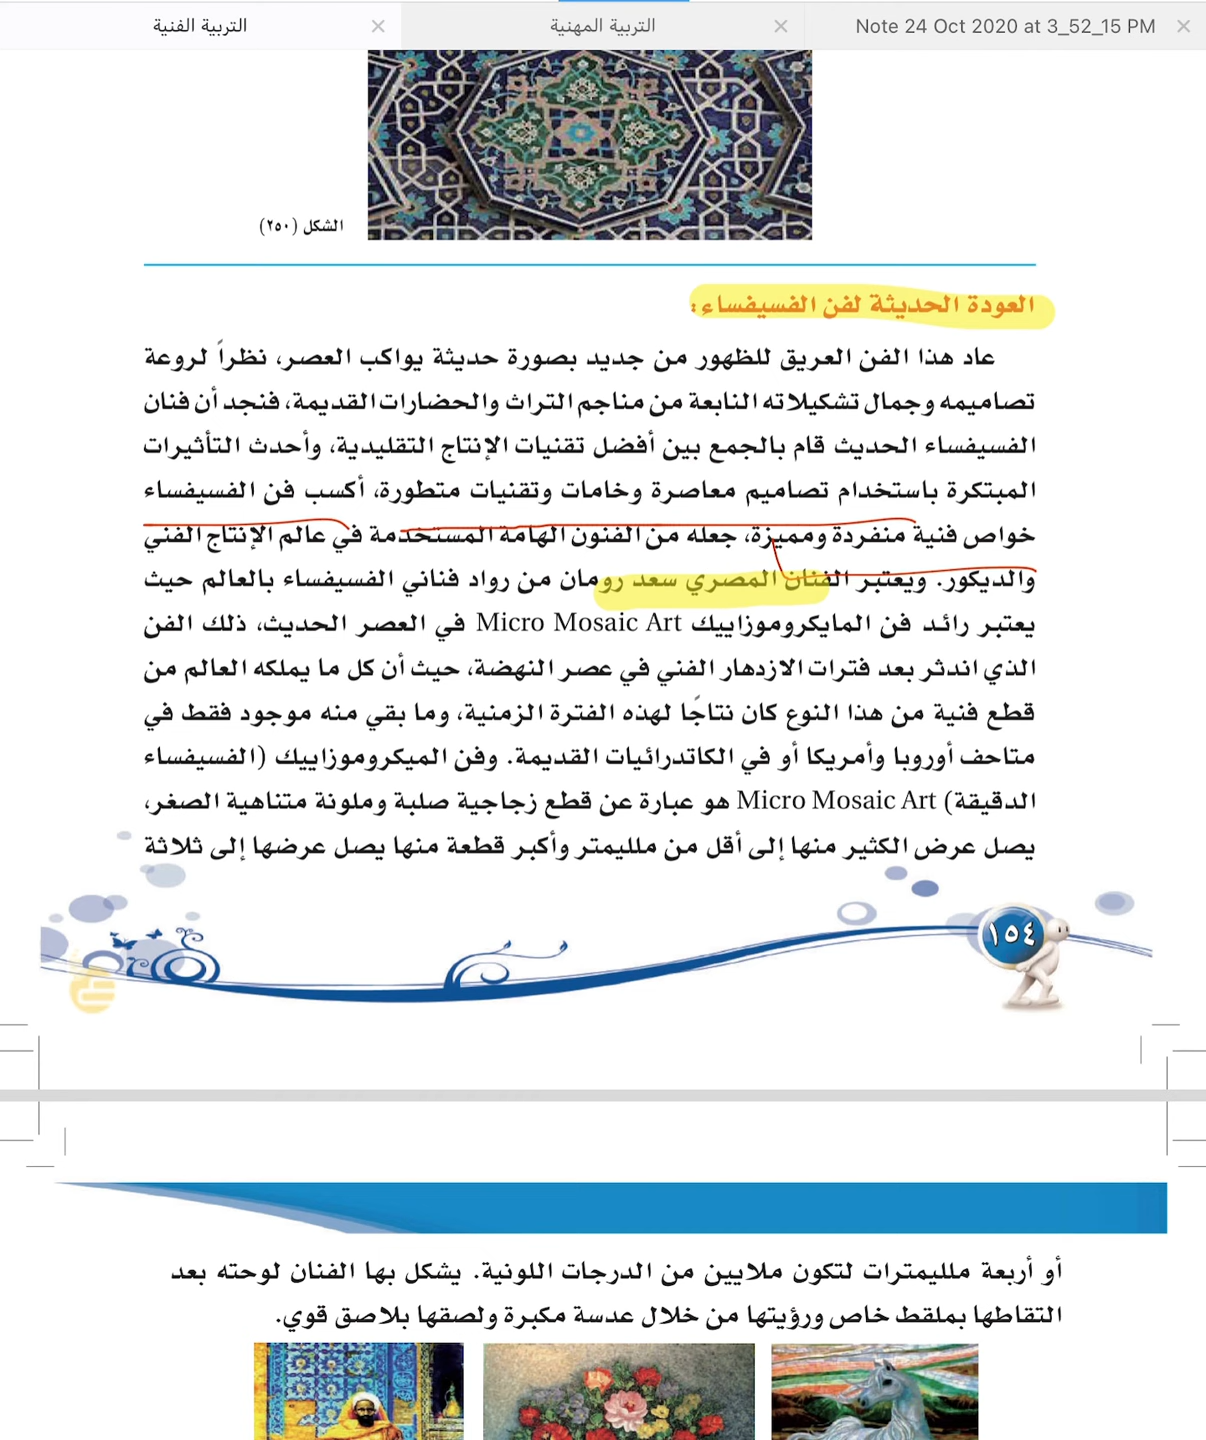 التربية الفنية
التربية المهنية
Note 24 Oct 2020 at 3_52_15 PM
الشكل (٢٥٠)
العودة الحديثة لفن الفسيفساء:
عاد هذا الفن العريق للظهور من جديد بصورة حديثة يواكب العصر، نظراً لروعة
تصاميمه وجمال تشكيلاته النابعة من مناجم التراث والحضارات القديمة، فنجد أن فنان
الفسيفساء الحديث قام بالجمع بين أفضل تقنيات الإنتاج التقليدية، وأحدث التأثيرات
المبتكرة باستخدام تصاميم معاصرة وخامات وتقنيات متطورة، أكسب فن الفسيفساء
خواص فنية منفردة ومميزة، جعله من الفنون الهامة المستخدمة في عالم الإنتاج الفني
والديكور. ويعتبر الفنان المصري سعد رومان من رواد فناني الفسيفساء بالعالم حيث
يعتبر رائد فن المايكروموزاييك Micro Mosaic Art في العصر الحديث، ذلك الفن
الذي اندثر بعد فترات الازدهار الفني في عصر النهضة، حيث أن كل ما يملكه العالم من
قطع فنية من هذا النوع كان نتاجًا لهذه الفترة الزمنية، وما بقي منه موجود فقط في
متاحف أوروبا وأمريكا أو في الكاتدرائيات القديمة. وفن الميكروموزاييك (الفسيفساء
الدقيقة) Micro Mosaic Art هو عبارة عن قطع زجاجية صلبة وملونة متناهية الصغر،
يصل عرض الكثير منها إلى أقل من ملليمتر وأكبر قطعة منها يصل عرضها إلى ثلاثة
١٥٤
أو أربعة ملليمترات لتكون ملايين من الدرجات اللونية. يشكل بها الفنان لوحته بعد
التقاطها بملقط خاص ورؤيتها من خلال عدسة مكبرة ولصقها بلاصق قوي.